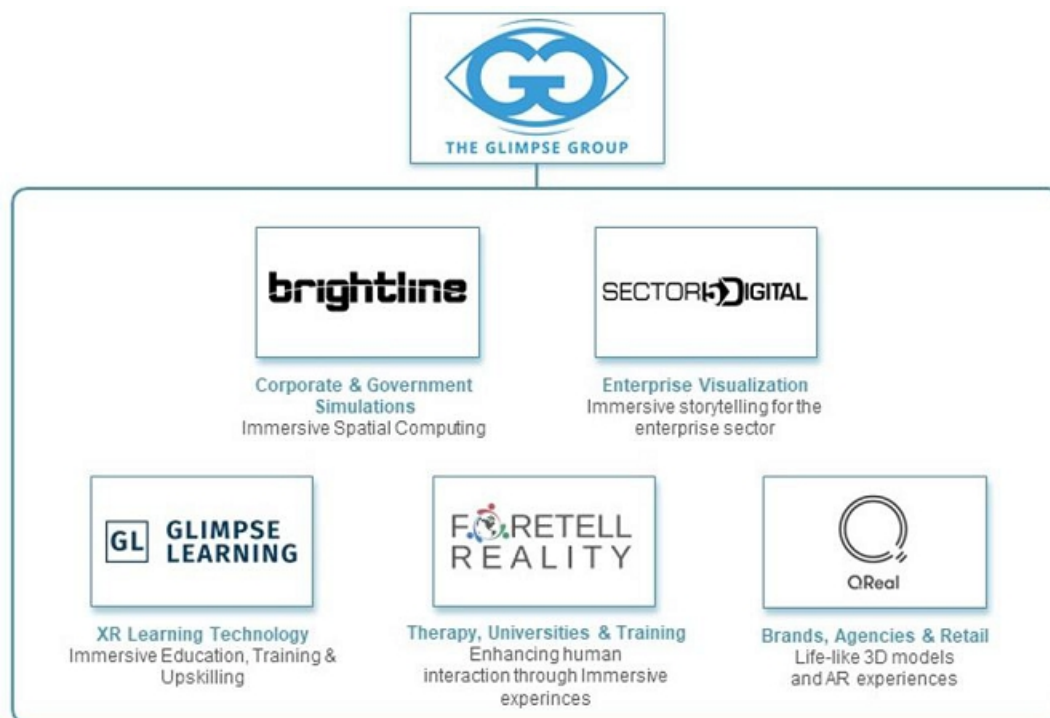 THE GLIMPSE GROUP
brightline
SECTOR5DIGITAL
Corporate & Government
Simulations
Immersive Spatial Computing
Enterprise Visualization
Immersive storytelling for the
enterprise sector
GL GLIMPSE
LEARNING
FORETELL
REALITY
QReal
XR Learning Technology
Immersive Education, Training &
Upskilling
Therapy, Universities & Training
Enhancing human
interaction through Immersive
experinces
Brands, Agencies & Retail
Life-like 3D models
and AR experiences